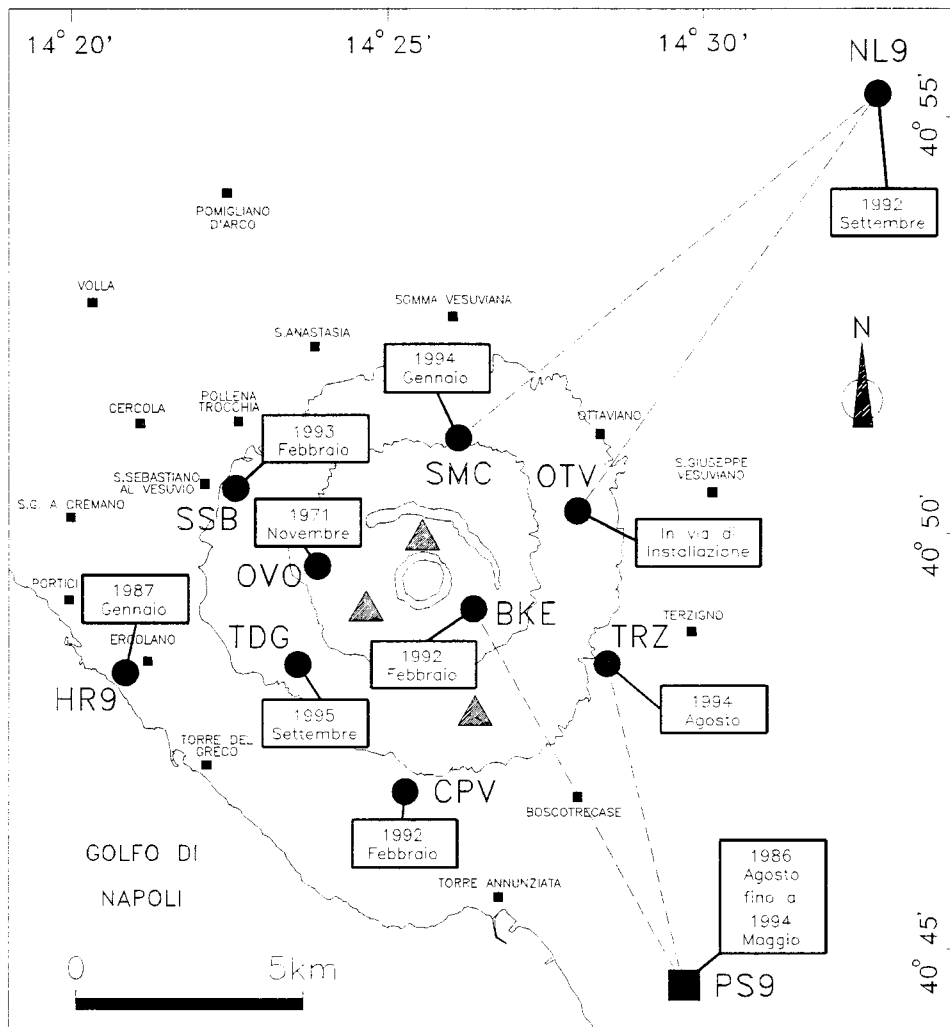 14° 20'
14° 25'
14° 30'
NL9
40° 55'
1992
Settembre
POMIGLIANO
D'ARCO
VOLLA
SOMMA VESUVIANA
S.ANASTASIA
N
1994
Gennaio
POLLENA
TROCCHIA
CERCOLA
1993
Febbraio
OTTAVIANO
SMC
OTV
S.SEBASTIANO
AL VESUVIO
S.GIUSEPPE
VESUVIANO
SSB
S.G. A CREMANO
1971
Novembre
In via di
installazione
40° 50'
OVO
PORTICI
1987
Gennaio
BKE
TERZIGNO
ERCOLANO
TDG
TRZ
1992
Febbraio
HR9
1995
Settembre
1994
Agosto
TORRE DEL
GRECO
CPV
BOSCOTRECASE
1992
Febbraio
GOLFO DI
NAPOLI
1986
Agosto
fino a
1994
Maggio
TORRE ANNUNZIATA
40° 45'
0
5km
PS9